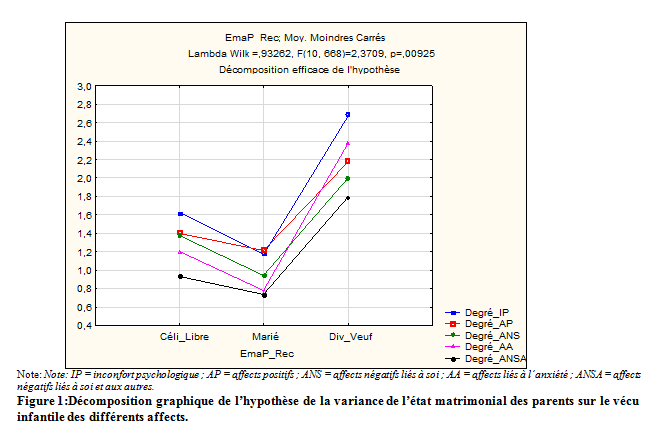 EmaP_Rec; Moy. Moindres Carrés
Lambda Wilk =,93262, F(10, 668)=2,3709, p=,00925
Décomposition efficace de l'hypothèse
3,0
2,8
2,6
2,4
2,2
2,0
1,8
1,6
1,4
1,2
1,0
0,8
0,6
0,4
Céli_Libre Marié Div_Veuf
EmaP_Rec
Degré_IP
Degré_AP
Degré_ANS
Degré_AA
Degré_ANSA
Note: Note: IP = inconfort psychologique ; AP = affects positifs ; ANS = affects négatifs liés à soi ; AA = affects liés à l'anxiété ; ANSA = affects
négatifs liés à soi et aux autres.
Figure 1:Décomposition graphique de l'hypothèse de la variance de l'état matrimonial des parents sur le vécu
infantile des différents affects.